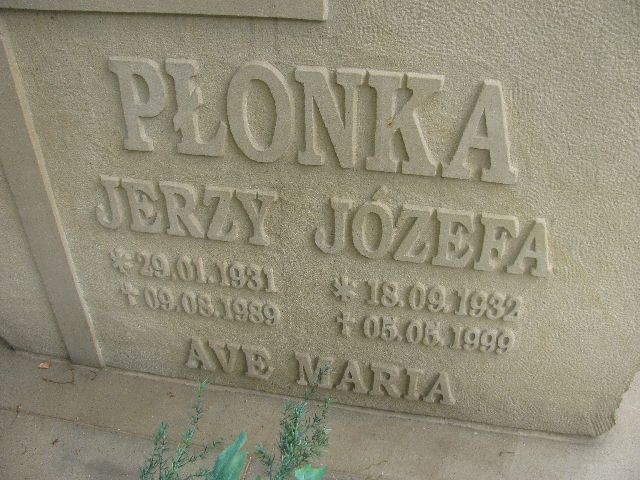 PŁONKA
JERZY JÓZEFA
*29.01.1931 *18.09.1932
†09.08.1989 †05.05.1999
AVE MARIA